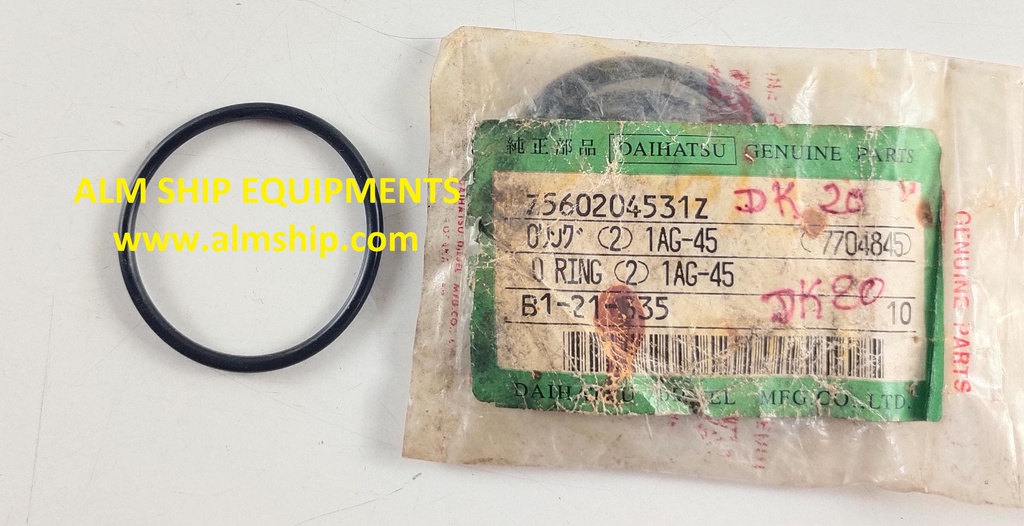 ALM SHIP EQUIPMENTS
www.almship.com
純正部品 DAIHATSU GENUINE PARTS
Z560204531Z DK 20
Oリング (2) 1AG-45 (7704845)
O RING (2) 1AG-45
DK20 10
DAIHATSU DIESEL MFG.CO.,LTD.
GENUINE PARTS